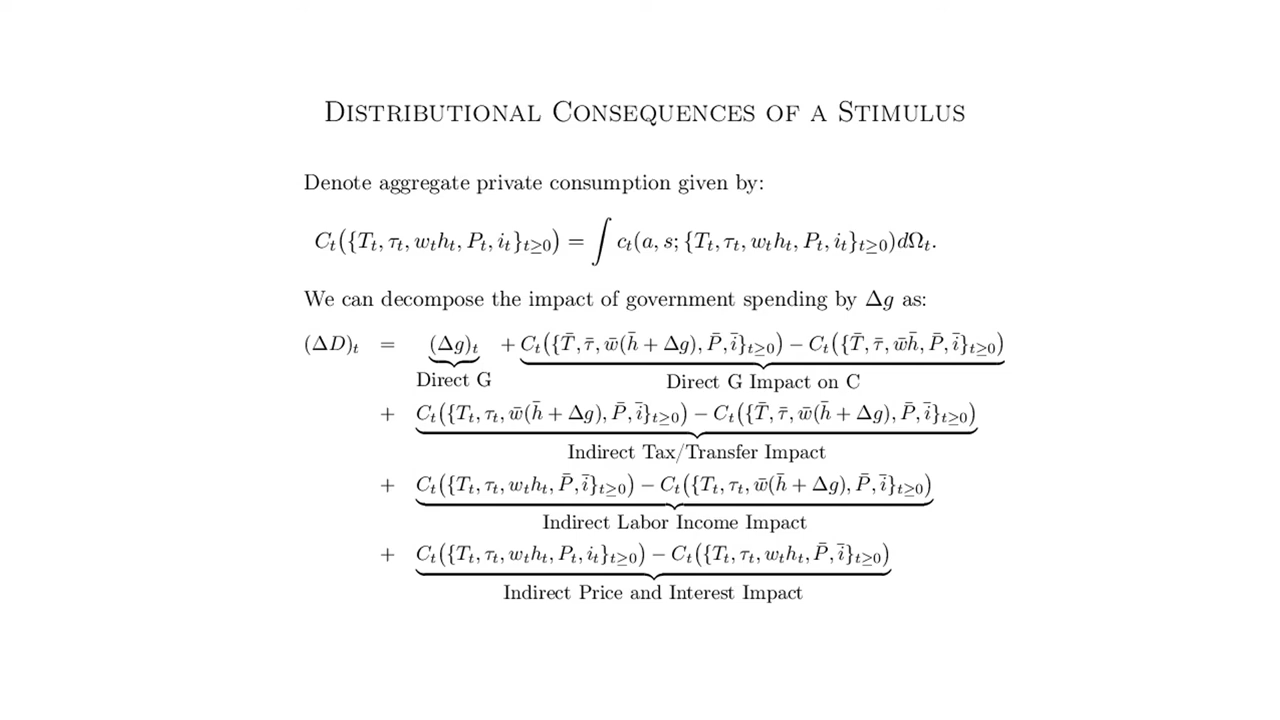 Distributional Consequences of a Stimulus
Denote aggregate private consumption given by:
C_t({T_t, τ_t, w_t h_t, P_t, i_t}_{t≥0}) = ∫ c_t(a, s; {T_t, τ_t, w_t h_t, P_t, i_t}_{t≥0}) dΩ_t.
We can decompose the impact of government spending by Δg as:
(ΔD)_t = (Δg)_t + C_t({T̄, τ̄, w̄(h̄ + Δg), P̄, ī}_{t≥0}) − C_t({T̄, τ̄, w̄h̄, P̄, ī}_{t≥0})
Direct G Direct G Impact on C
+ C_t({T_t, τ_t, w̄(h̄ + Δg), P̄, ī}_{t≥0}) − C_t({T̄, τ̄, w̄(h̄ + Δg), P̄, ī}_{t≥0})
Indirect Tax/Transfer Impact
+ C_t({T_t, τ_t, w_t h_t, P̄, ī}_{t≥0}) − C_t({T_t, τ_t, w̄(h̄ + Δg), P̄, ī}_{t≥0})
Indirect Labor Income Impact
+ C_t({T_t, τ_t, w_t h_t, P_t, i_t}_{t≥0}) − C_t({T_t, τ_t, w_t h_t, P̄, ī}_{t≥0})
Indirect Price and Interest Impact